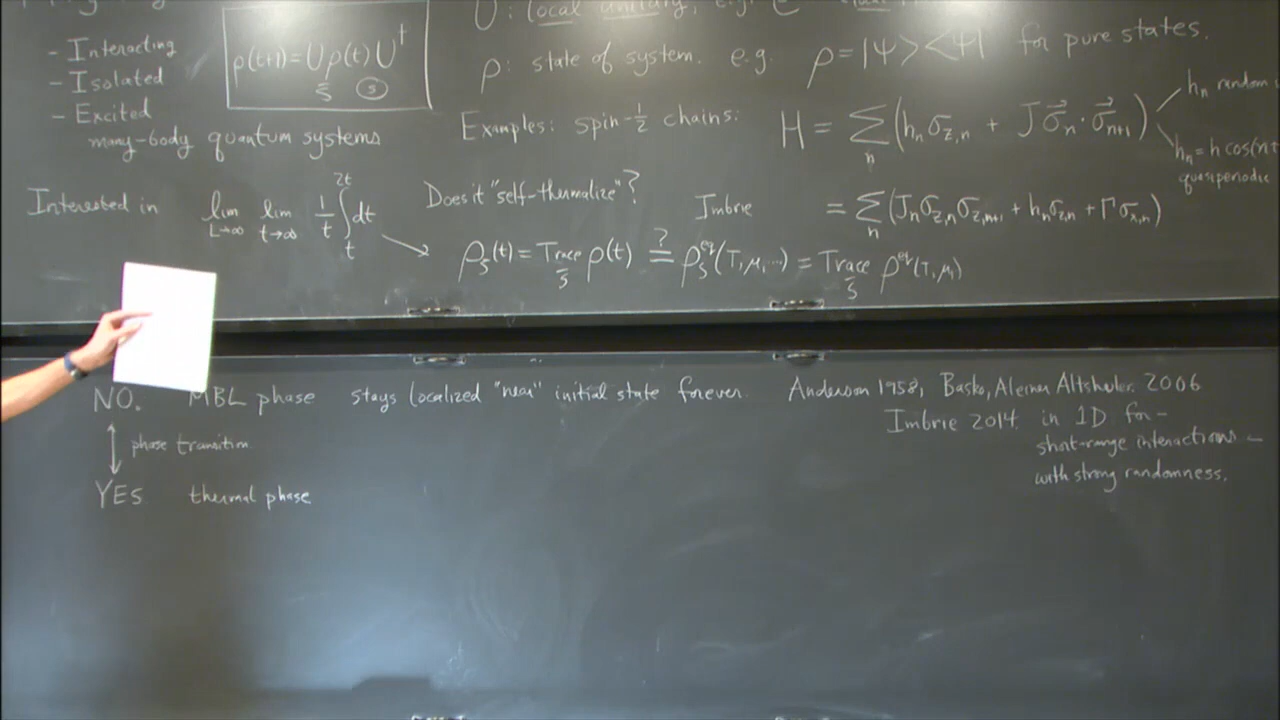 U: local unitary, e.g. e
- Interacting
- Isolated
- Excited
many-body quantum systems
ρ(t+1) = U ρ(t) U†
S̄ Ⓢ
ρ: state of system. e.g. ρ = |Ψ><Ψ| for pure states.
Examples: spin-1/2 chains: H = Σ_n (h_n σ_{z,n} + J σ⃗_n · σ⃗_{n+1})
h_n random
h_n = h cos(n
quasiperiodic
Interested in lim_{L→∞} lim_{t→∞} 1/t ∫_t^{2t} dt
Does it "self-thermalize"?
Imbrie = Σ_n (J_n σ_{z,n} σ_{z,n+1} + h_n σ_{z,n} + Γ σ_{x,n})
→ ρ_S(t) = Trace_{S̄} ρ(t) ?= ρ_S^{eq}(T, μ, ...) = Trace_{S̄} ρ^{eq}(T, μ,)
NO. MBL phase stays localized "near" initial state forever. Anderson 1958, Basko, Aleiner Altshuler 2006
Imbrie 2014 in 1D for -
short-range interactions -
with strong randomness.
↕ phase transition
YES thermal phase